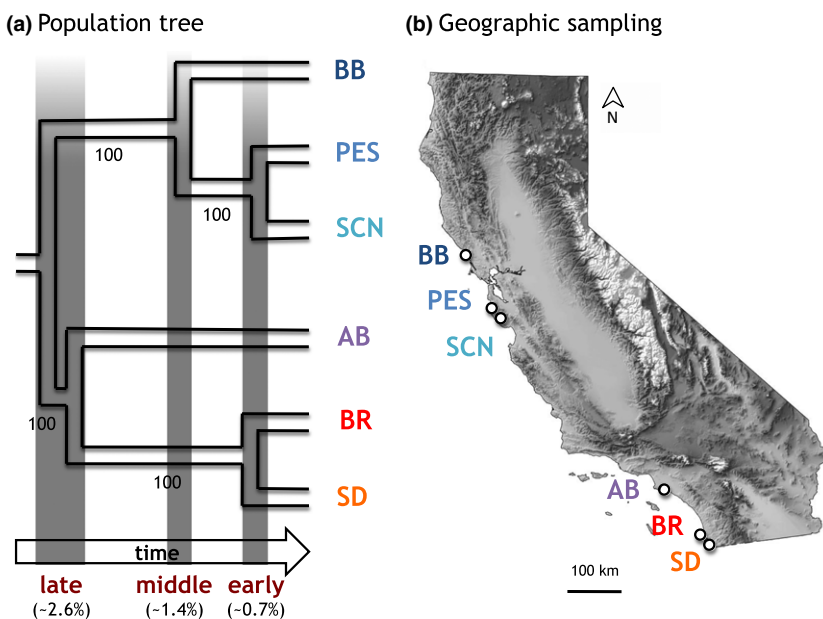 (a) Population tree
BB
PES
SCN
AB
BR
SD
100
100
100
100
time
late
(~2.6%)
middle
(~1.4%)
early
(~0.7%)
(b) Geographic sampling
N
BB
PES
SCN
AB
BR
SD
100 km